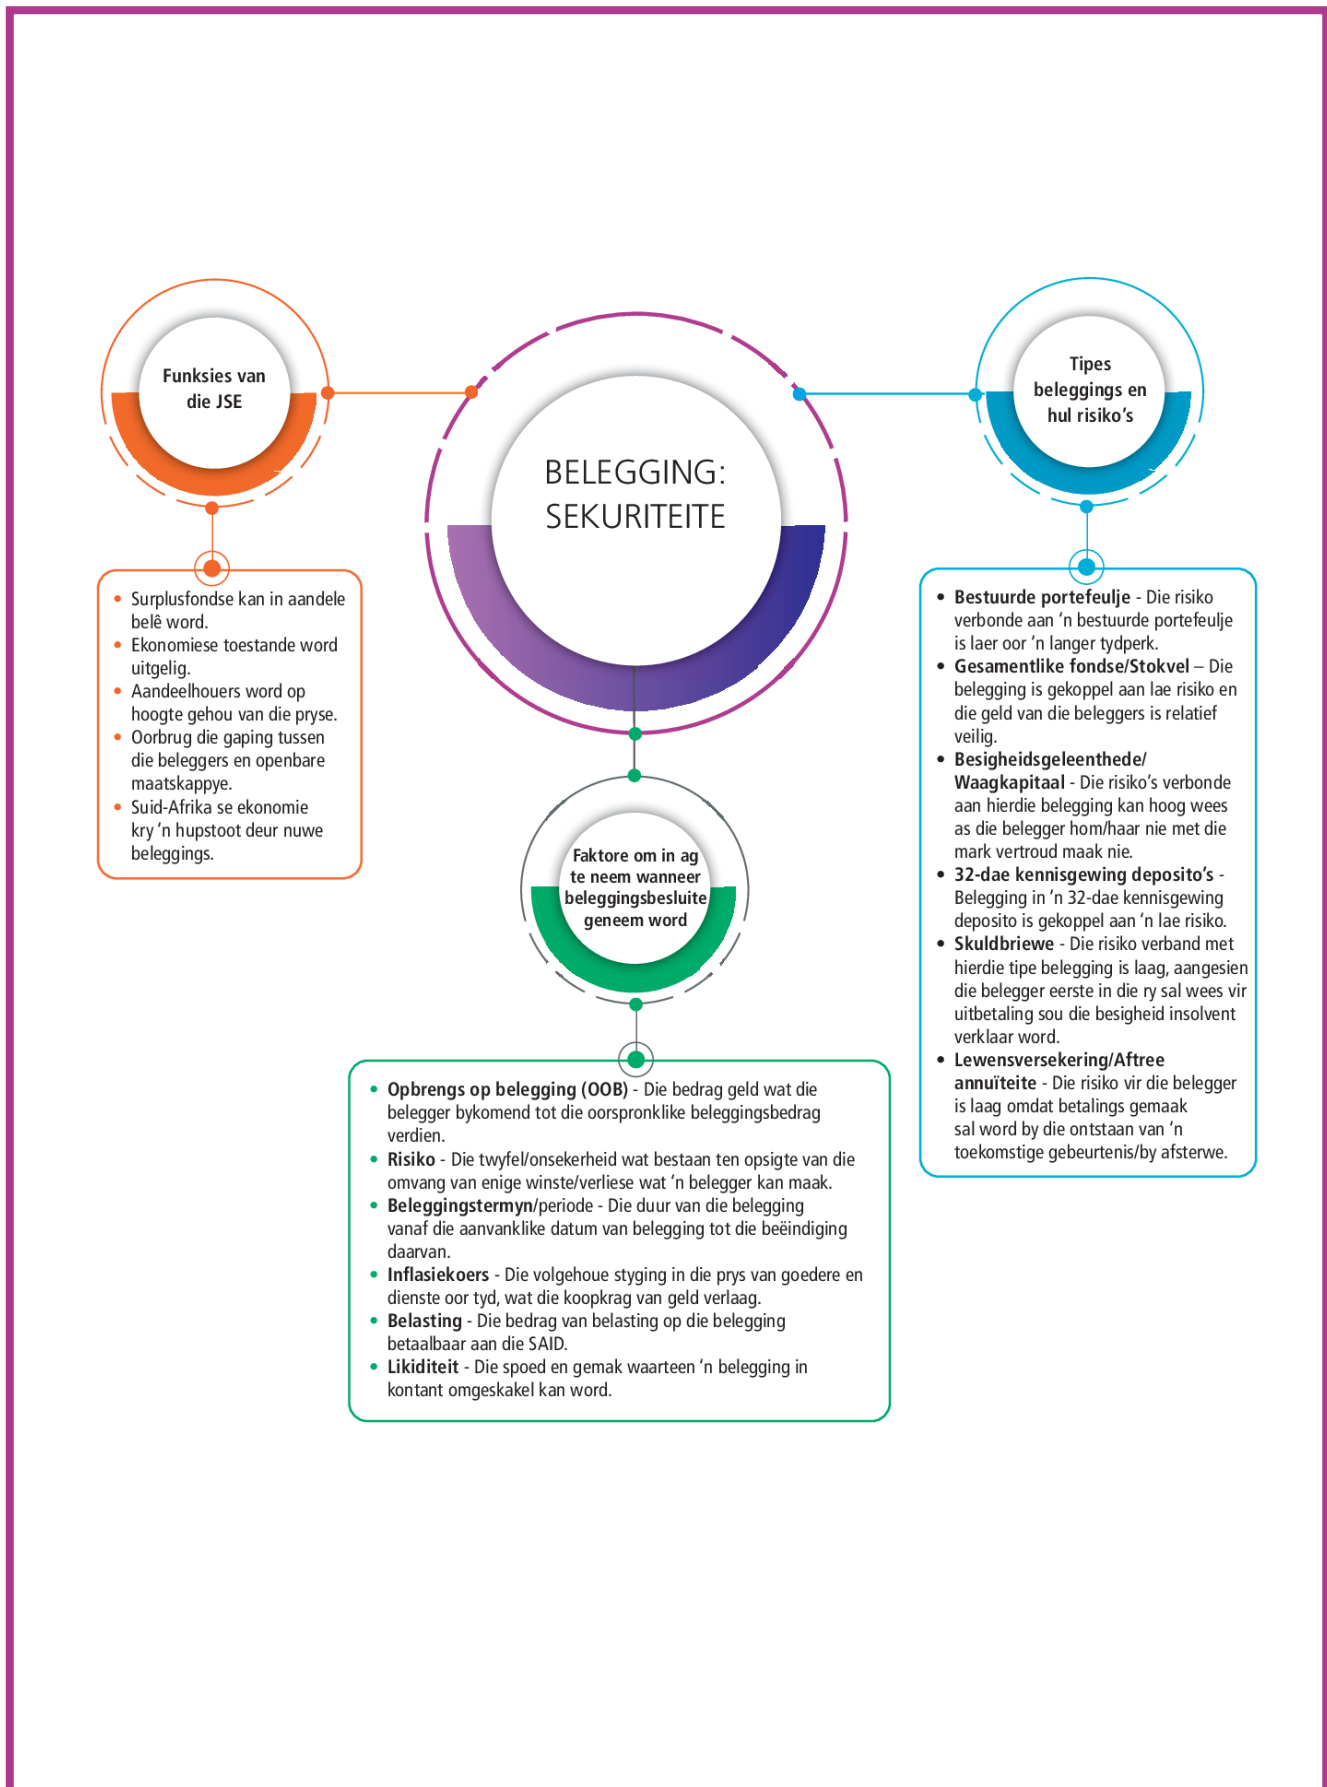 Funksies van
die JSE
BELEGGING:
SEKURITEITE
Tipes
beleggings en
hul risiko’s
• Surplusfondse kan in aandele
belê word.
• Ekonomiese toestande word
uitgelig.
• Aandeelhouers word op
hoogte gehou van die pryse.
• Oorbrug die gaping tussen
die beleggers en openbare
maatskappye.
• Suid-Afrika se ekonomie
kry ‘n hupstoot deur nuwe
beleggings.
• Bestuurde portefeulje - Die risiko
verbonde aan ‘n bestuurde portefeulje
is laer oor ‘n langer tydperk.
• Gesamentlike fondse/Stokvel – Die
belegging is gekoppel aan lae risiko en
die geld van die beleggers is relatief
veilig.
• Besigheidsgeleenthede/
Waagkapitaal - Die risiko’s verbonde
aan hierdie belegging kan hoog wees
as die belegger hom/haar nie met die
mark vertroud maak nie.
• 32-dae kennisgewing deposito’s -
Belegging in ‘n 32-dae kennisgewing
deposito is gekoppel aan ‘n lae risiko.
• Skuldbriewe - Die risiko verband met
hierdie tipe belegging is laag, aangesien
die belegger eerste in die ry sal wees vir
uitbetaling sou die besigheid insolvent
verklaar word.
• Lewensversekering/Aftree
annuïteite - Die risiko vir die belegger
is laag omdat betalings gemaak
sal word by die ontstaan van ‘n
toekomstige gebeurtenis/by afsterwe.
Faktore om in ag
te neem wanneer
beleggingsbesluite
geneem word
• Opbrengs op belegging (OOB) - Die bedrag geld wat die
belegger bykomend tot die oorspronklike beleggingsbedrag
verdien.
• Risiko - Die twyfel/onsekerheid wat bestaan ten opsigte van die
omvang van enige winste/verliese wat ‘n belegger kan maak.
• Beleggingstermyn/periode - Die duur van die belegging
vanaf die aanvanklike datum van belegging tot die beëindiging
daarvan.
• Inflasiekoers - Die volgehoue styging in die prys van goedere en
dienste oor tyd, wat die koopkrag van geld verlaag.
• Belasting - Die bedrag van belasting op die belegging
betaalbaar aan die SAID.
• Likiditeit - Die spoed en gemak waarteen ‘n belegging in
kontant omgeskakel kan word.